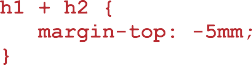 h1 + h2 {
   margin-top: -5mm;
}